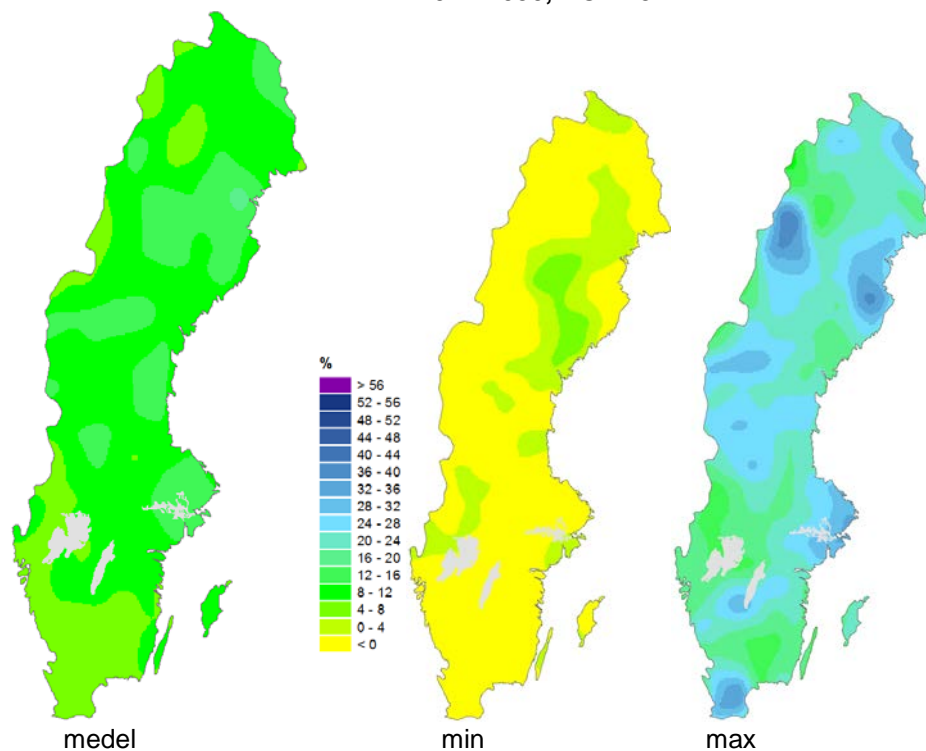 %
> 56
52 - 56
48 - 52
44 - 48
40 - 44
36 - 40
32 - 36
28 - 32
24 - 28
20 - 24
16 - 20
12 - 16
8 - 12
4 - 8
0 - 4
< 0
medel
min
max